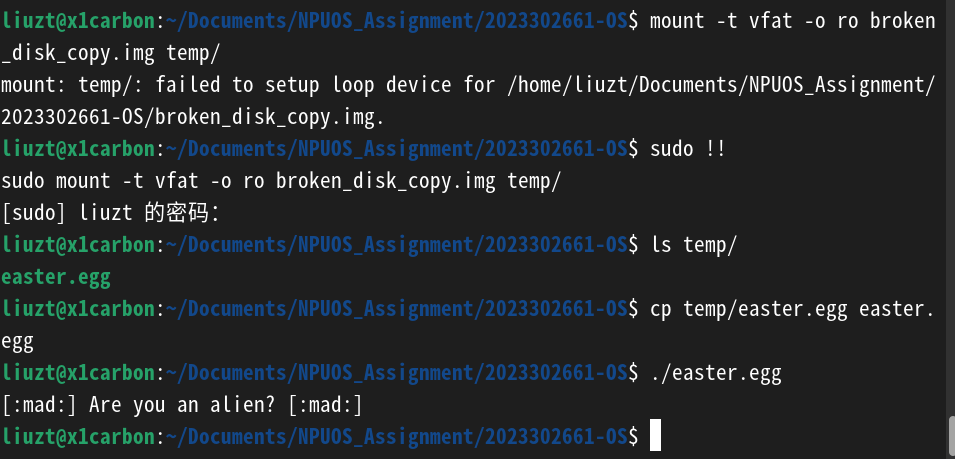 liuzt@x1carbon:~/Documents/NPUOS_Assignment/2023302661-OS$ mount -t vfat -o ro broken
_disk_copy.img temp/
mount: temp/: failed to setup loop device for /home/liuzt/Documents/NPUOS_Assignment/
2023302661-OS/broken_disk_copy.img.
liuzt@x1carbon:~/Documents/NPUOS_Assignment/2023302661-OS$ sudo !!
sudo mount -t vfat -o ro broken_disk_copy.img temp/
[sudo] liuzt 的密码：
liuzt@x1carbon:~/Documents/NPUOS_Assignment/2023302661-OS$ ls temp/
easter.egg
liuzt@x1carbon:~/Documents/NPUOS_Assignment/2023302661-OS$ cp temp/easter.egg easter.
egg
liuzt@x1carbon:~/Documents/NPUOS_Assignment/2023302661-OS$ ./easter.egg
[:mad:] Are you an alien? [:mad:]
liuzt@x1carbon:~/Documents/NPUOS_Assignment/2023302661-OS$